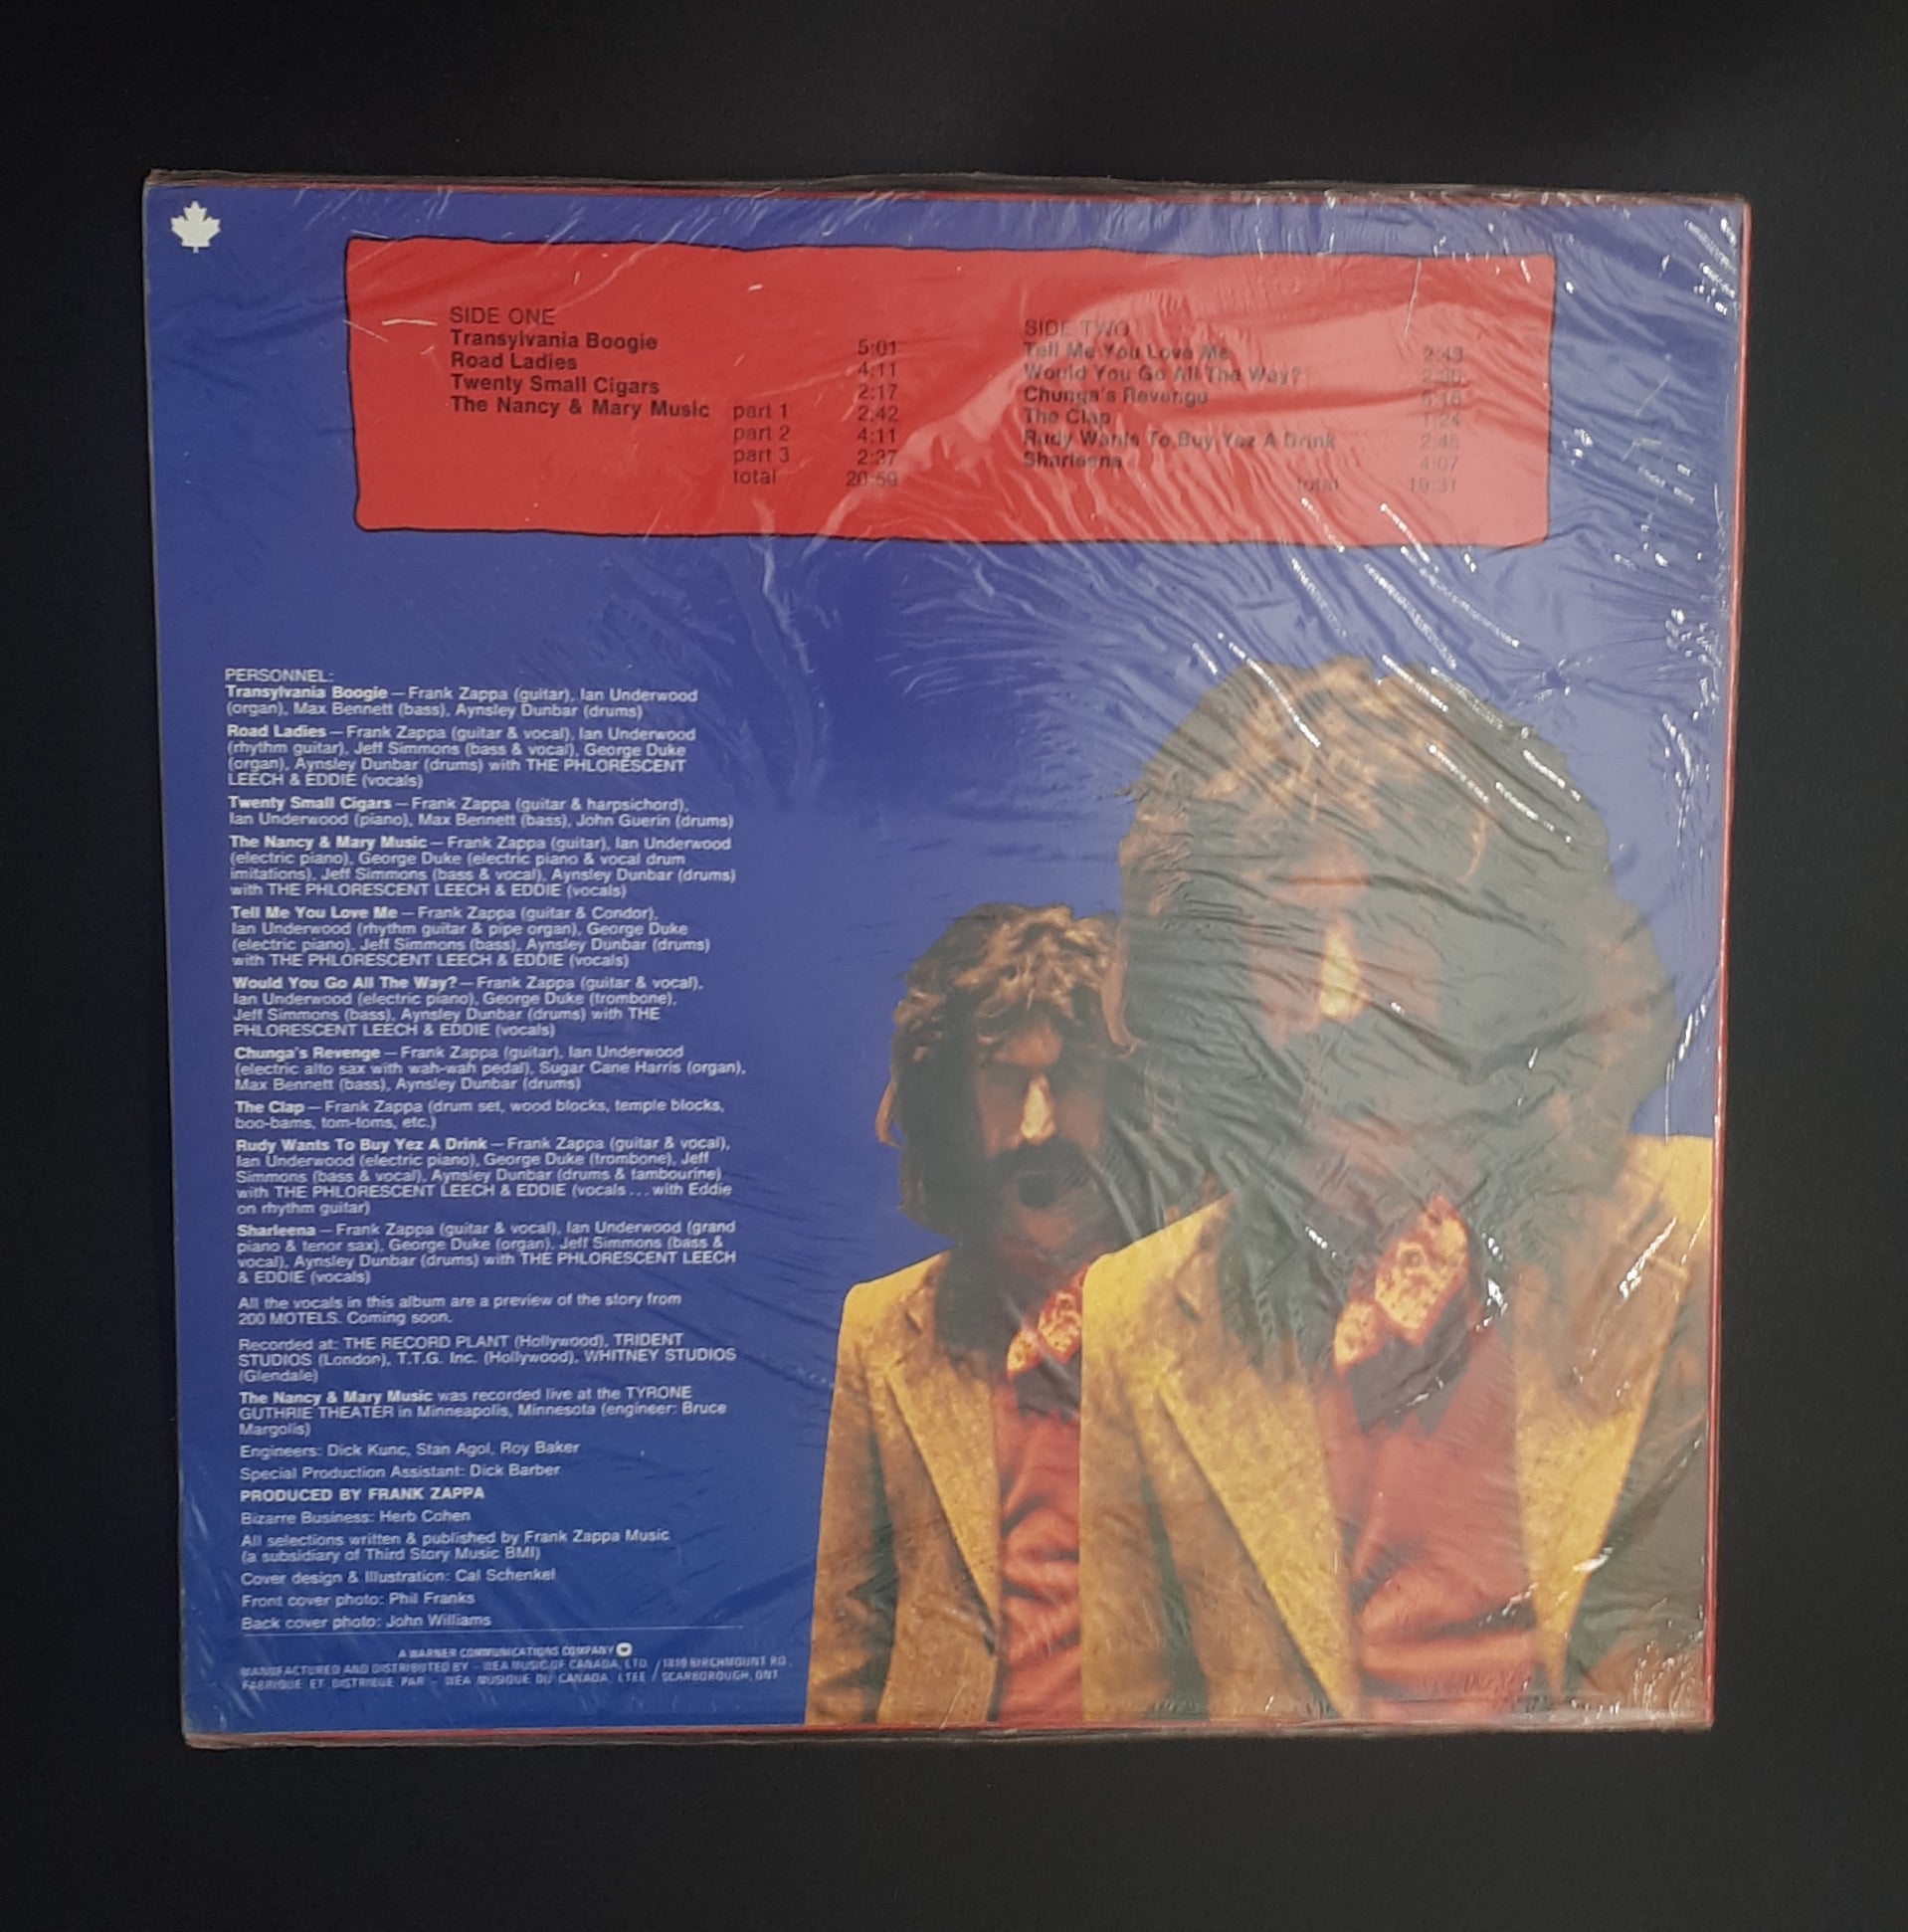 SIDE ONE
Transylvania Boogie 5:01
Road Ladies 4:11
Twenty Small Cigars 2:17
The Nancy & Mary Music part 1 2:42
part 2 4:11
part 3 2:37
total 20:59
SIDE TWO
Tell Me You Love Me 2:43
Would You Go All The Way?
Chunga's Revenge
The Clap 1:24
Rudy Wants To Buy Yez A Drink 2:45
Sharleena 4:07
total 19:31
PERSONNEL:
Transylvania Boogie – Frank Zappa (guitar), Ian Underwood
(organ), Max Bennett (bass), Aynsley Dunbar (drums)
Road Ladies – Frank Zappa (guitar & vocal), Ian Underwood
(rhythm guitar), Jeff Simmons (bass & vocal), George Duke
(organ), Aynsley Dunbar (drums) with THE PHLORESCENT
LEECH & EDDIE (vocals)
Twenty Small Cigars – Frank Zappa (guitar & harpsichord),
Ian Underwood (piano), Max Bennett (bass), John Guerin (drums)
The Nancy & Mary Music – Frank Zappa (guitar), Ian Underwood
(electric piano), George Duke (electric piano & vocal drum
imitations), Jeff Simmons (bass & vocal), Aynsley Dunbar (drums)
with THE PHLORESCENT LEECH & EDDIE (vocals)
Tell Me You Love Me – Frank Zappa (guitar & Condor),
Ian Underwood (rhythm guitar & pipe organ), George Duke
(electric piano), Jeff Simmons (bass), Aynsley Dunbar (drums)
with THE PHLORESCENT LEECH & EDDIE (vocals)
Would You Go All The Way? – Frank Zappa (guitar & vocal),
Ian Underwood (electric piano), George Duke (trombone),
Jeff Simmons (bass), Aynsley Dunbar (drums) with THE
PHLORESCENT LEECH & EDDIE (vocals)
Chunga's Revenge – Frank Zappa (guitar), Ian Underwood
(electric alto sax with wah-wah pedal), Sugar Cane Harris (organ),
Max Bennett (bass), Aynsley Dunbar (drums)
The Clap – Frank Zappa (drum set, wood blocks, temple blocks,
boo-bams, tom-toms, etc.)
Rudy Wants To Buy Yez A Drink – Frank Zappa (guitar & vocal),
Ian Underwood (electric piano), George Duke (trombone), Jeff
Simmons (bass & vocal), Aynsley Dunbar (drums & tambourine)
with THE PHLORESCENT LEECH & EDDIE (vocals . . . with Eddie
on rhythm guitar)
Sharleena – Frank Zappa (guitar & vocal), Ian Underwood (grand
piano & tenor sax), George Duke (organ), Jeff Simmons (bass &
vocal), Aynsley Dunbar (drums) with THE PHLORESCENT LEECH
& EDDIE (vocals)
All the vocals in this album are a preview of the story from
200 MOTELS. Coming soon.
Recorded at: THE RECORD PLANT (Hollywood), TRIDENT
STUDIOS (London), T.T.G. Inc. (Hollywood), WHITNEY STUDIOS
(Glendale)
The Nancy & Mary Music was recorded live at the TYRONE
GUTHRIE THEATER in Minneapolis, Minnesota (engineer: Bruce
Margolis)
Engineers: Dick Kunc, Stan Agol, Roy Baker
Special Production Assistant: Dick Barber
PRODUCED BY FRANK ZAPPA
Bizarre Business: Herb Cohen
All selections written & published by Frank Zappa Music
(a subsidiary of Third Story Music BMI)
Cover design & Illustration: Cal Schenkel
Front cover photo: Phil Franks
Back cover photo: John Williams
A WARNER COMMUNICATIONS COMPANY
MANUFACTURED AND DISTRIBUTED BY – WEA MUSIC OF CANADA, LTD. / 1810 BIRCHMOUNT RD.,
FABRIQUE ET DISTRIBUE PAR – WEA MUSIQUE DU CANADA, LTEE / SCARBOROUGH, ONT